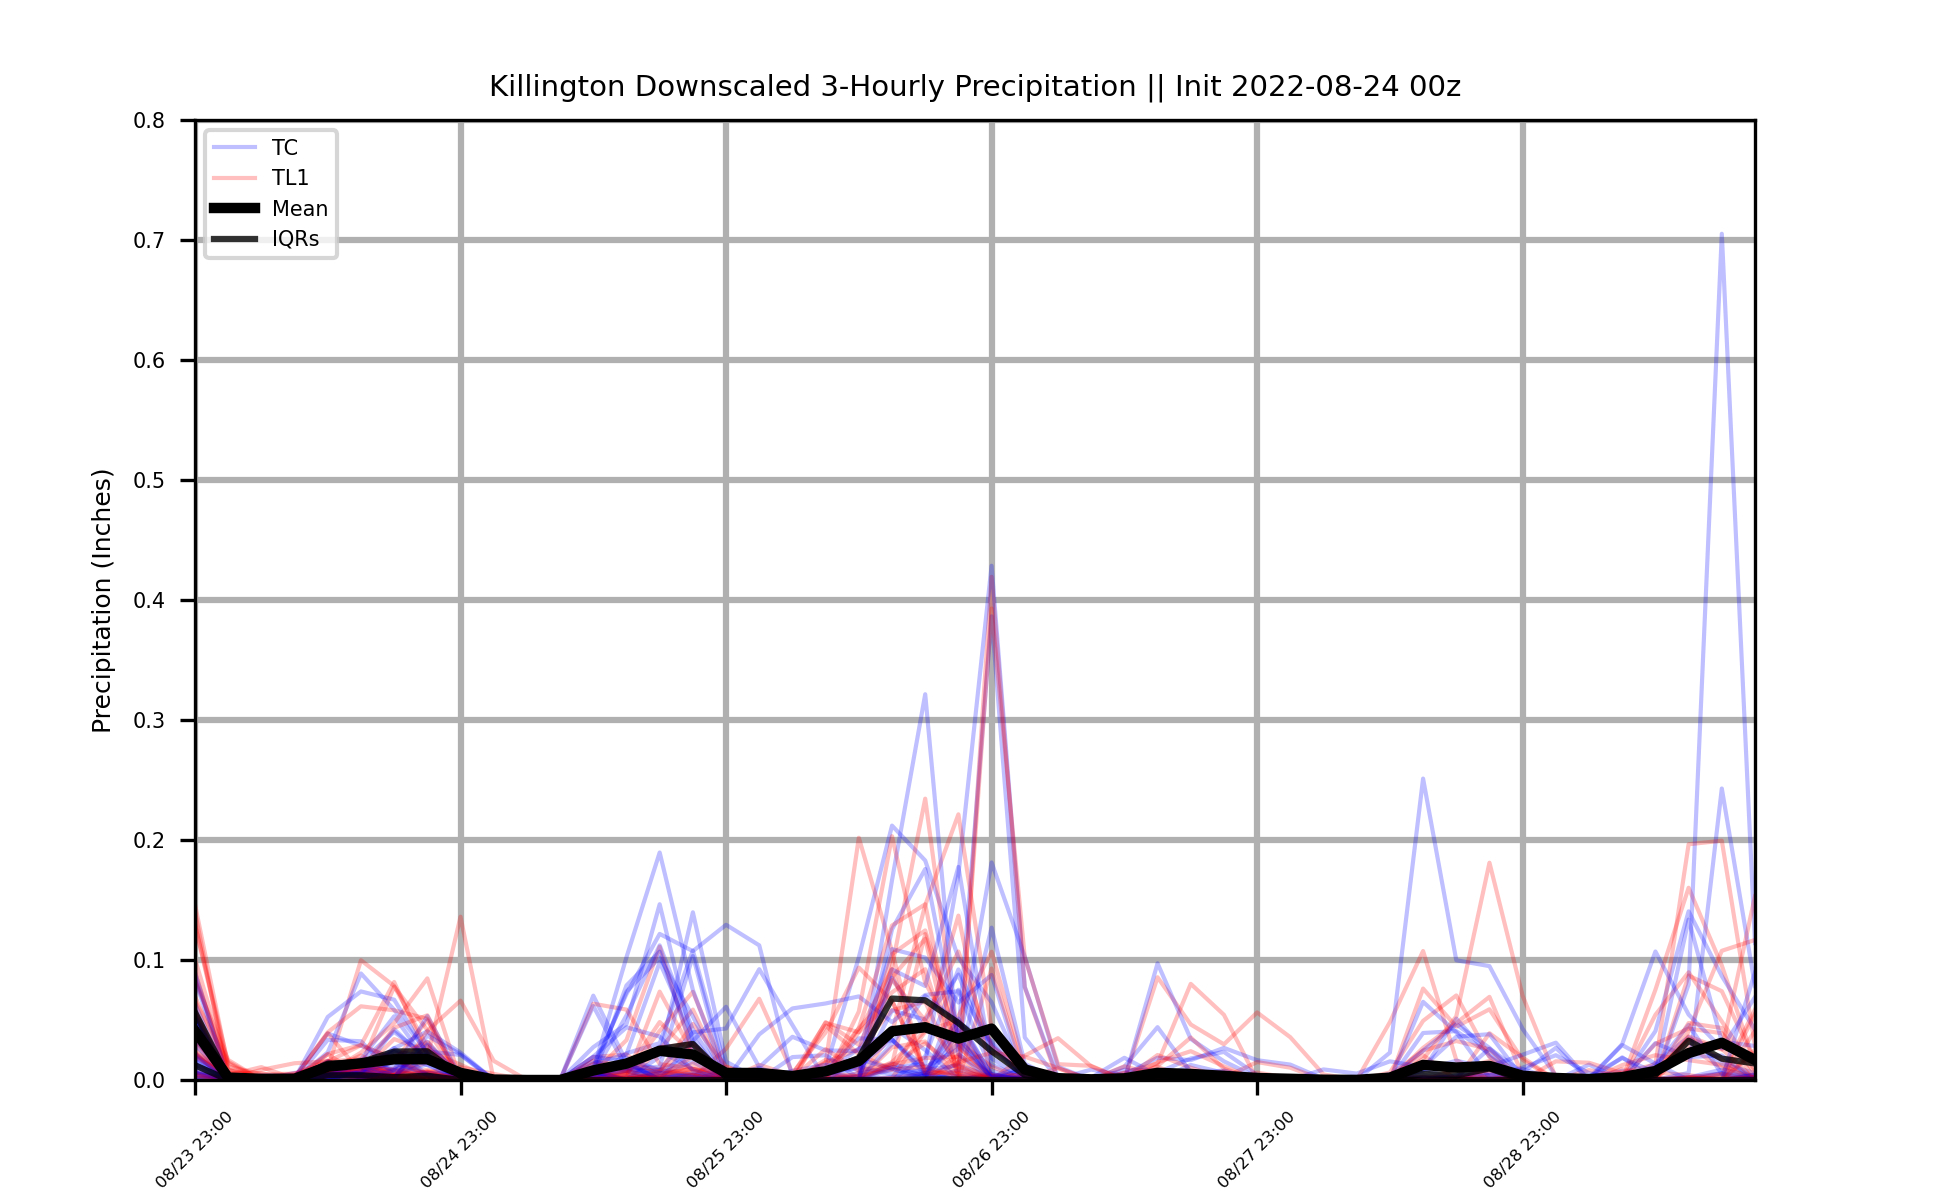 Killington Downscaled 3-Hourly Precipitation || Init 2022-08-24 00z
Precipitation (Inches)
0.8
0.7
0.6
0.5
0.4
0.3
0.2
0.1
0.0
TC
TL1
Mean
IQRs
08/23 23:00
08/24 23:00
08/25 23:00
08/26 23:00
08/27 23:00
08/28 23:00